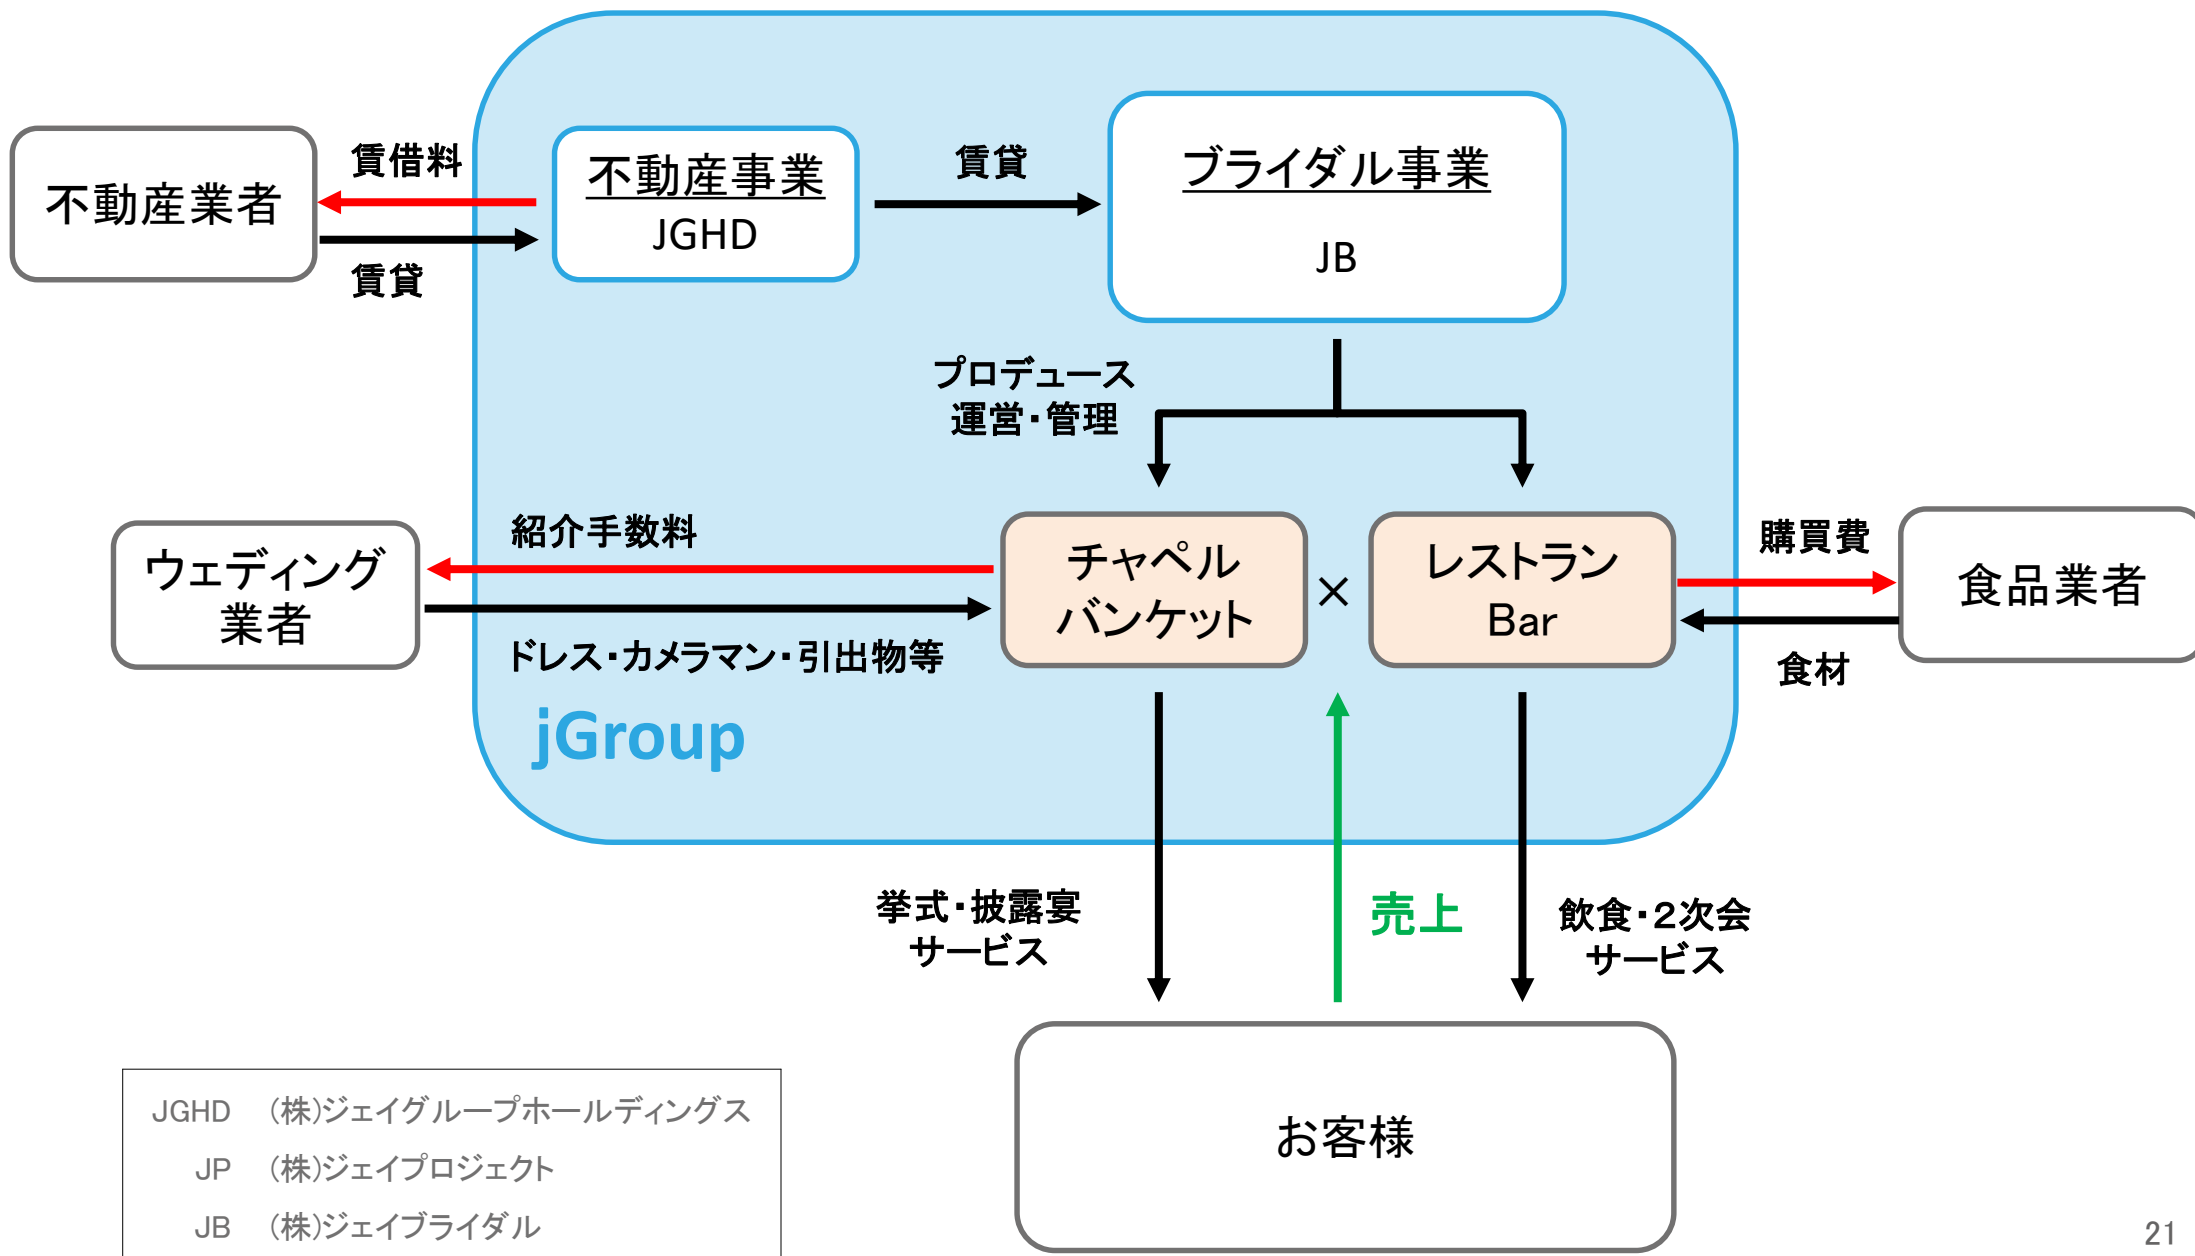 不動産業者
賃借料
賃貸
不動産事業
JGHD
賃貸
ブライダル事業
JB
プロデュース
運営・管理
ウェディング
業者
紹介手数料
ドレス・カメラマン・引出物等
チャペル
バンケット
×
レストラン
Bar
購買費
食材
食品業者
jGroup
挙式・披露宴
サービス
売上
飲食・2次会
サービス
お客様
JGHD (株)ジェイグループホールディングス
JP (株)ジェイプロジェクト
JB (株)ジェイブライダル
21